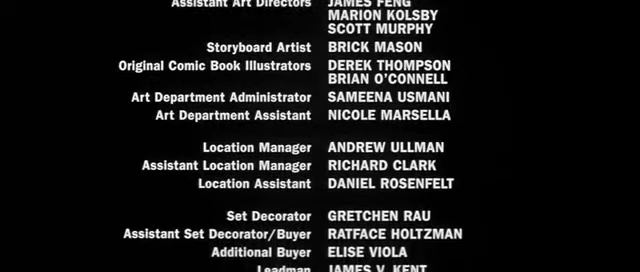 Assistant Art Directors JAMES FENG
MARION KOLSBY
SCOTT MURPHY
Storyboard Artist BRICK MASON
Original Comic Book Illustrators DEREK THOMPSON
BRIAN O'CONNELL
Art Department Administrator SAMEENA USMANI
Art Department Assistant NICOLE MARSELLA
Location Manager ANDREW ULLMAN
Assistant Location Manager RICHARD CLARK
Location Assistant DANIEL ROSENFELT
Set Decorator GRETCHEN RAU
Assistant Set Decorator/Buyer RATFACE HOLTZMAN
Additional Buyer ELISE VIOLA
Leadman JAMES V. KENT